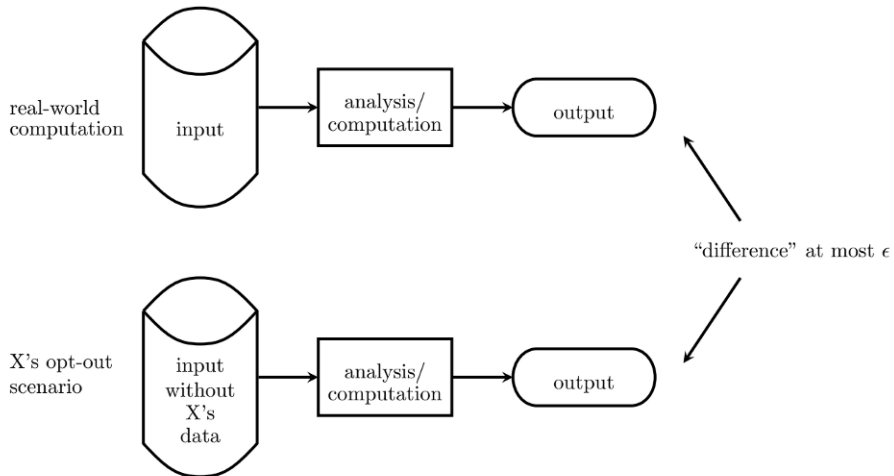 real-world
computation
input
analysis/
computation
output
“difference” at most ϵ
X’s opt-out
scenario
input
without
X’s
data
analysis/
computation
output